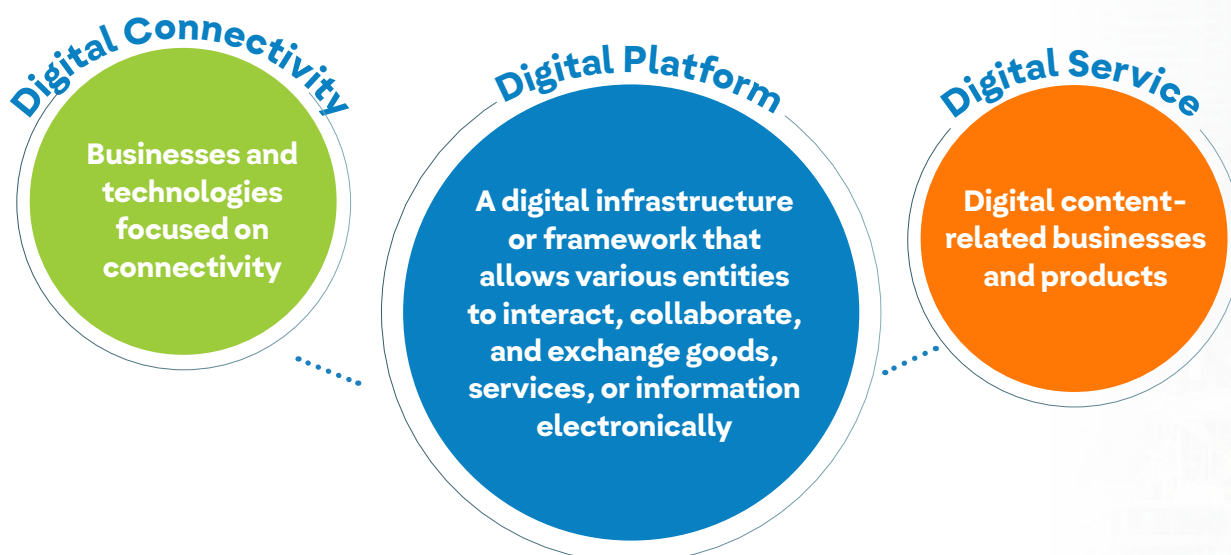 Digital Connectivity
Businesses and
technologies
focused on
connectivity
Digital Platform
A digital infrastructure
or framework that
allows various entities
to interact, collaborate,
and exchange goods,
services, or information
electronically
Digital Service
Digital content-
related businesses
and products